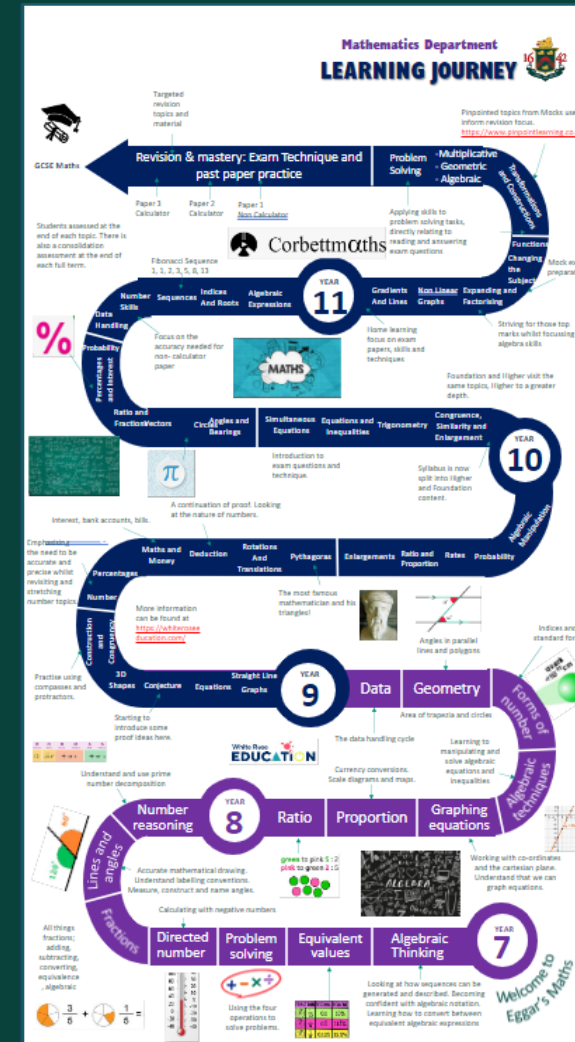 Mathematics Department
LEARNING JOURNEY
16 42
Targeted
revision
topics and
material
Pinpointed topics from Mocks use
inform revision focus.
https://www.pinpointlearning.co.
GCSE Maths
Revision & mastery: Exam Technique and
past paper practice
Problem
Solving
-Multiplicative
- Geometric
- Algebraic
Transformations
and Constructions
Paper 3
Calculator
Paper 2
Calculator
Paper 1
Non Calculator
Applying skills to
problem solving tasks,
directly relating to
reading and answering
exam questions
Students assessed at the
end of each topic. There is
also a consolidation
assessment at the end of
each full term.
Corbettmαths
Functions
Changing
the
Subject
Fibonacci Sequence
1, 1, 2, 3, 5, 8, 13
Mock ex
preparat
Number
Skills
Sequences
Indices
And Roots
Algebraic
Expressions
YEAR
11
Gradients
And Lines
Non Linear
Graphs
Expanding and
Factorising
Data
Handling
%
Probability
Percentages
and Interest
Focus on the
accuracy needed for
non- calculator
paper
MATHS
Home learning
focus on exam
papers, skills and
techniques
Striving for those top
marks whilst focussing
algebra skills
Foundation and Higher visit the
same topics, Higher to a greater
depth.
Ratio and
Fractions
Vectors
Circles
Angles and
Bearings
Simultaneous
Equations
Equations and
Inequalities
Trigonometry
Congruence,
Similarity and
Enlargement
YEAR
10
π
Introduction to
exam questions and
technique.
Syllabus is now
split into Higher
and Foundation
content.
A continuation of proof. Looking
at the nature of numbers.
Interest, bank accounts, bills.
Algebraic
Manipulation
Emphasising
the need to be
accurate and
precise whilst
revisiting and
stretching
number topics.
Percentages
Maths and
Money
Deduction
Rotations
And
Translations
Pythagoras
Enlargements
Ratio and
Proportion
Rates
Probability
Number
Construction
and
Congruency
More information
can be found at
https://whiterosee
ducation.com/
The most famous
mathematician and his
triangles!
Angles in parallel
lines and polygons
Indices and
standard for
Practise using
compasses and
protractors.
3D
Shapes
Conjecture
Equations
Straight Line
Graphs
YEAR
9
Data
Geometry
Forms of
number
Starting to
introduce some
proof ideas here.
Area of trapezia and circles
The data handling cycle
Learning to
manipulating and
solve algebraic
equations and
inequalities
Algebraic
techniques
White Rose
EDUCATION
Understand and use prime
number decomposition
Currency conversions.
Scale diagrams and maps.
Number
reasoning
YEAR
8
Ratio
Proportion
Graphing
equations
Lines and
angles
green to pink 5 : 2
pink to green 2 : 5
ALGEBRA
Working with co-ordinates
and the cartesian plane.
Understand that we can
graph equations.
Accurate mathematical drawing.
Understand labelling conventions.
Measure, construct and name angles.
Calculating with negative numbers
Fractions
All things
fractions;
adding,
subtracting,
converting,
equivalence
, algebraic
Directed
number
Problem
solving
Equivalent
values
Algebraic
Thinking
YEAR
7
Welcome to
Eggar's Maths
+ - × ÷
Using the four
operations to
solve problems.
Looking at how sequences can be
generated and described. Becoming
confident with algebraic notation.
Learning how to convert between
equivalent algebraic expressions